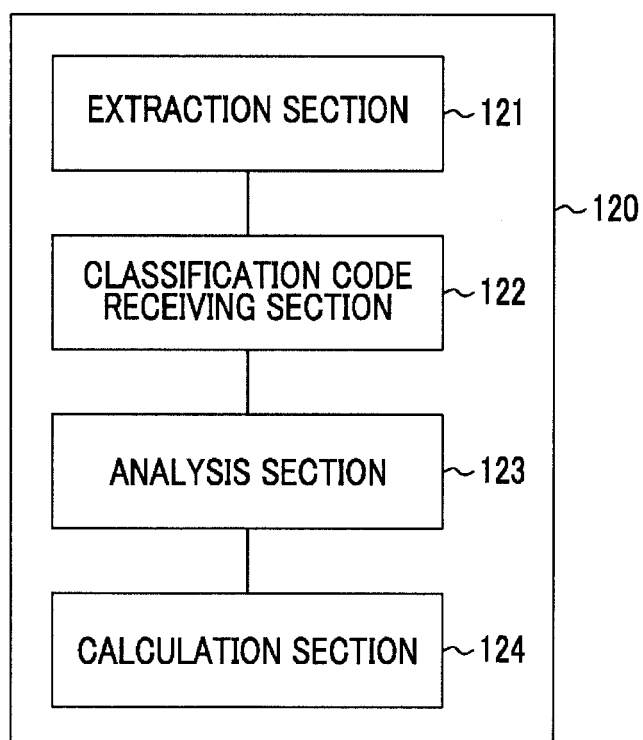 EXTRACTION SECTION
121
120
CLASSIFICATION CODE
RECEIVING SECTION
122
ANALYSIS SECTION
123
CALCULATION SECTION
124